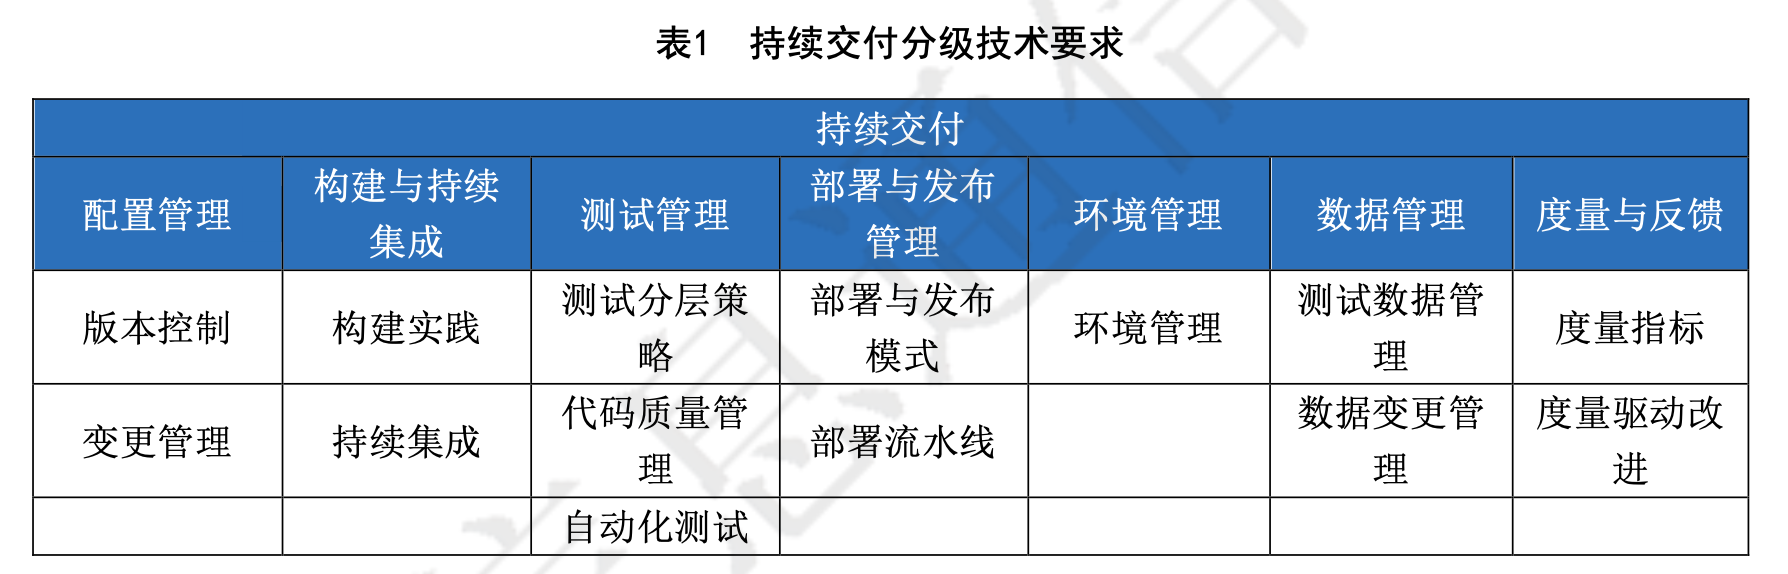 表1 持续交付分级技术要求
持续交付
配置管理
构建与持续
集成
测试管理
部署与发布
管理
环境管理
数据管理
度量与反馈
版本控制
构建实践
测试分层策
略
部署与发布
模式
环境管理
测试数据管
理
度量指标
变更管理
持续集成
代码质量管
理
部署流水线
数据变更管
理
度量驱动改
进
自动化测试